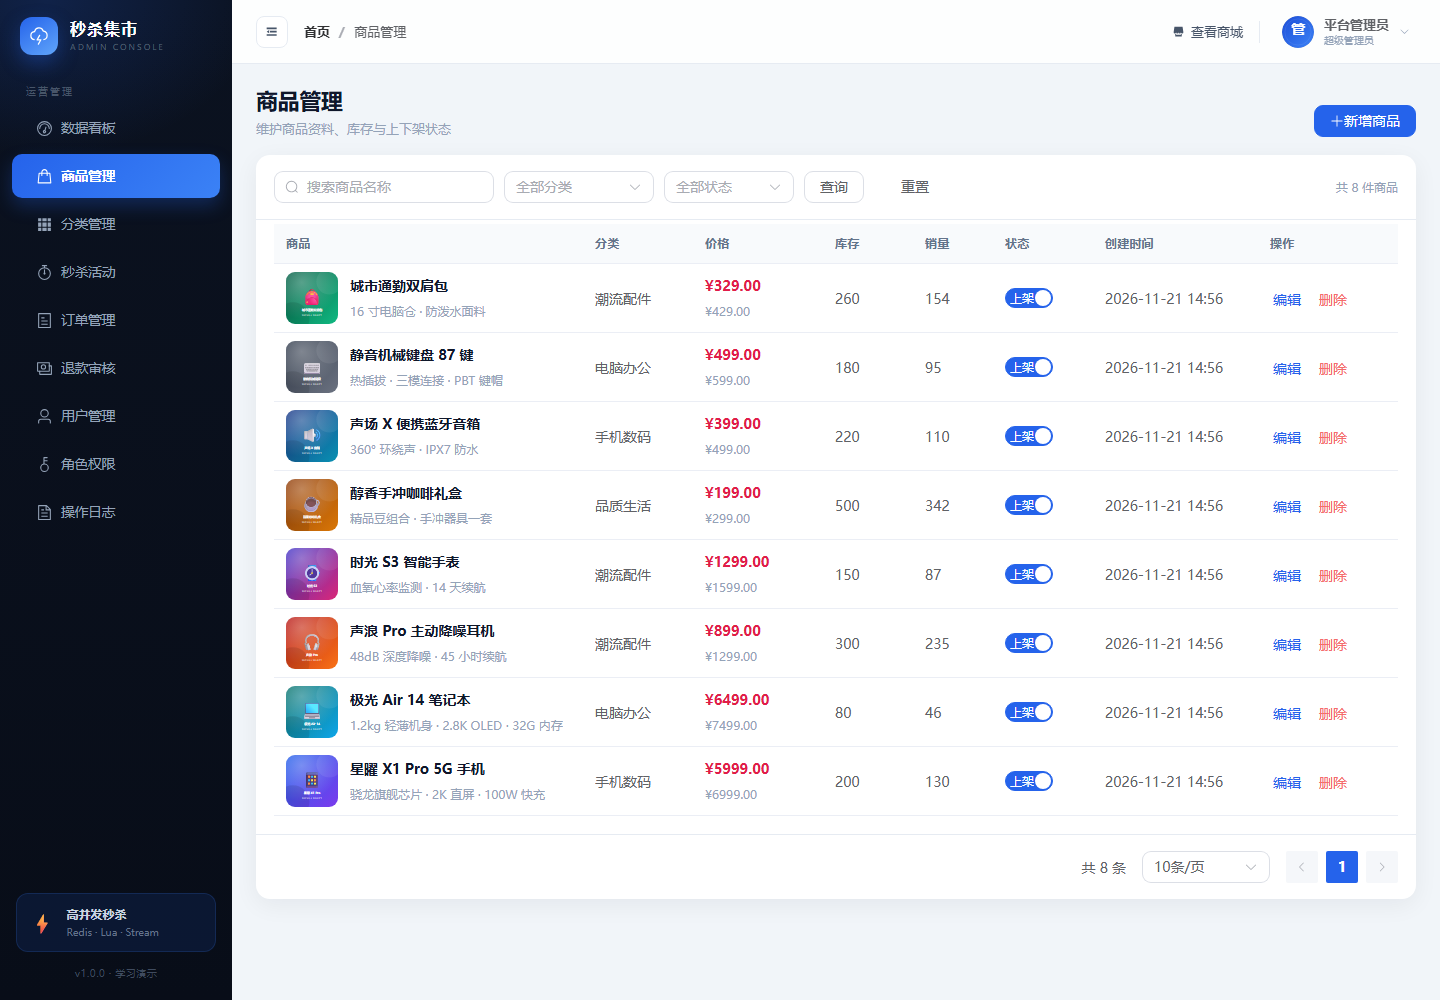 秒杀集市
ADMIN CONSOLE
运营管理
数据看板
商品管理
分类管理
秒杀活动
订单管理
退款审核
用户管理
角色权限
操作日志
高并发秒杀
Redis · Lua · Stream
v1.0.0 · 学习演示
首页 / 商品管理
查看商城
管
平台管理员
超级管理员
商品管理
维护商品资料、库存与上下架状态
新增商品
搜索商品名称 全部分类 全部状态 查询 重置 共 8 件商品
商品 分类 价格 库存 销量 状态 创建时间 操作
城市通勤双肩包
16 寸电脑仓 · 防泼水面料
潮流配件
¥329.00
¥429.00
260 154 上架 2026-11-21 14:56 编辑 删除
静音机械键盘 87 键
热插拔 · 三模连接 · PBT 键帽
电脑办公
¥499.00
¥599.00
180 95 上架 2026-11-21 14:56 编辑 删除
声场 X 便携蓝牙音箱
360° 环绕声 · IPX7 防水
手机数码
¥399.00
¥499.00
220 110 上架 2026-11-21 14:56 编辑 删除
醇香手冲咖啡礼盒
精品豆组合 · 手冲器具一套
品质生活
¥199.00
¥299.00
500 342 上架 2026-11-21 14:56 编辑 删除
时光 S3 智能手表
血氧心率监测 · 14 天续航
潮流配件
¥1299.00
¥1599.00
150 87 上架 2026-11-21 14:56 编辑 删除
声浪 Pro 主动降噪耳机
48dB 深度降噪 · 45 小时续航
潮流配件
¥899.00
¥1299.00
300 235 上架 2026-11-21 14:56 编辑 删除
极光 Air 14 笔记本
1.2kg 轻薄机身 · 2.8K OLED · 32G 内存
电脑办公
¥6499.00
¥7499.00
80 46 上架 2026-11-21 14:56 编辑 删除
星曜 X1 Pro 5G 手机
骁龙旗舰芯片 · 2K 直屏 · 100W 快充
手机数码
¥5999.00
¥6999.00
200 130 上架 2026-11-21 14:56 编辑 删除
共 8 条 10条/页 1